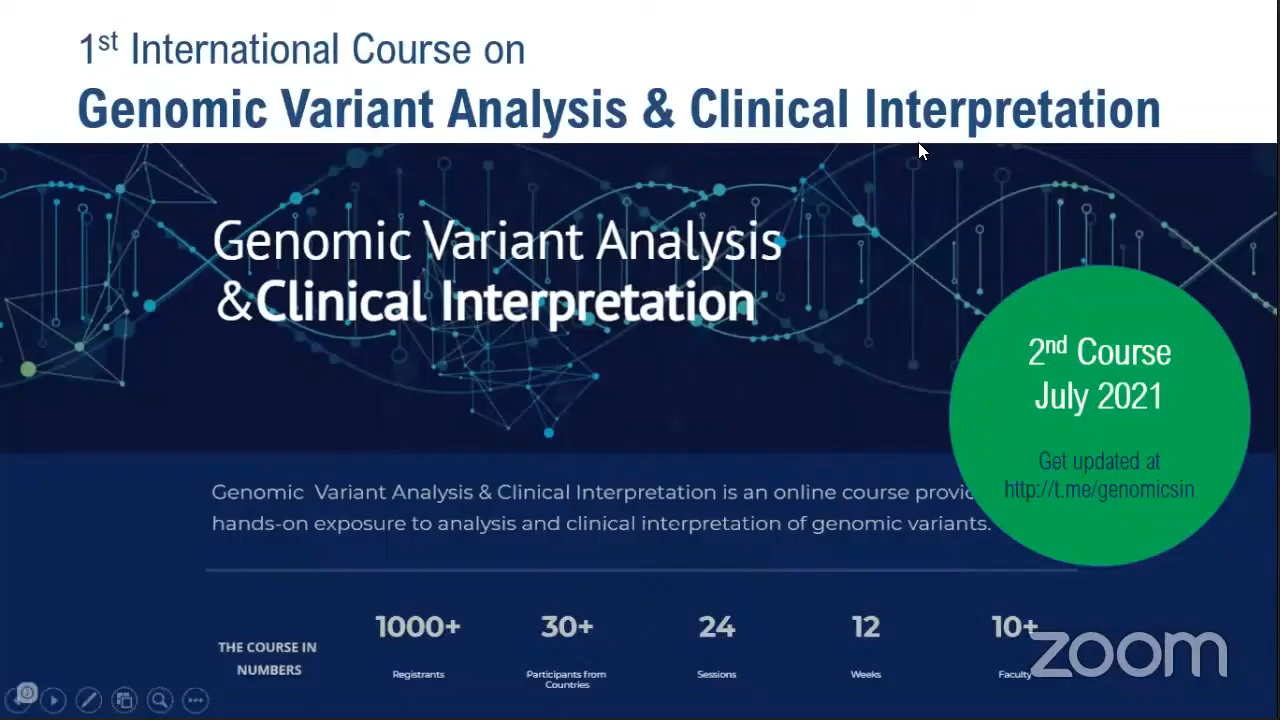 1st International Course on
Genomic Variant Analysis & Clinical Interpretation
Genomic Variant Analysis
&Clinical Interpretation
2nd Course
July 2021
Get updated at
http://t.me/genomicsin
Genomic Variant Analysis & Clinical Interpretation is an online course
hands-on exposure to analysis and clinical interpretation of genomic variants.
THE COURSE IN
NUMBERS
1000+
Registrants
30+
Participants from
Countries
24
Sessions
12
Weeks
10+
Faculty
zoom